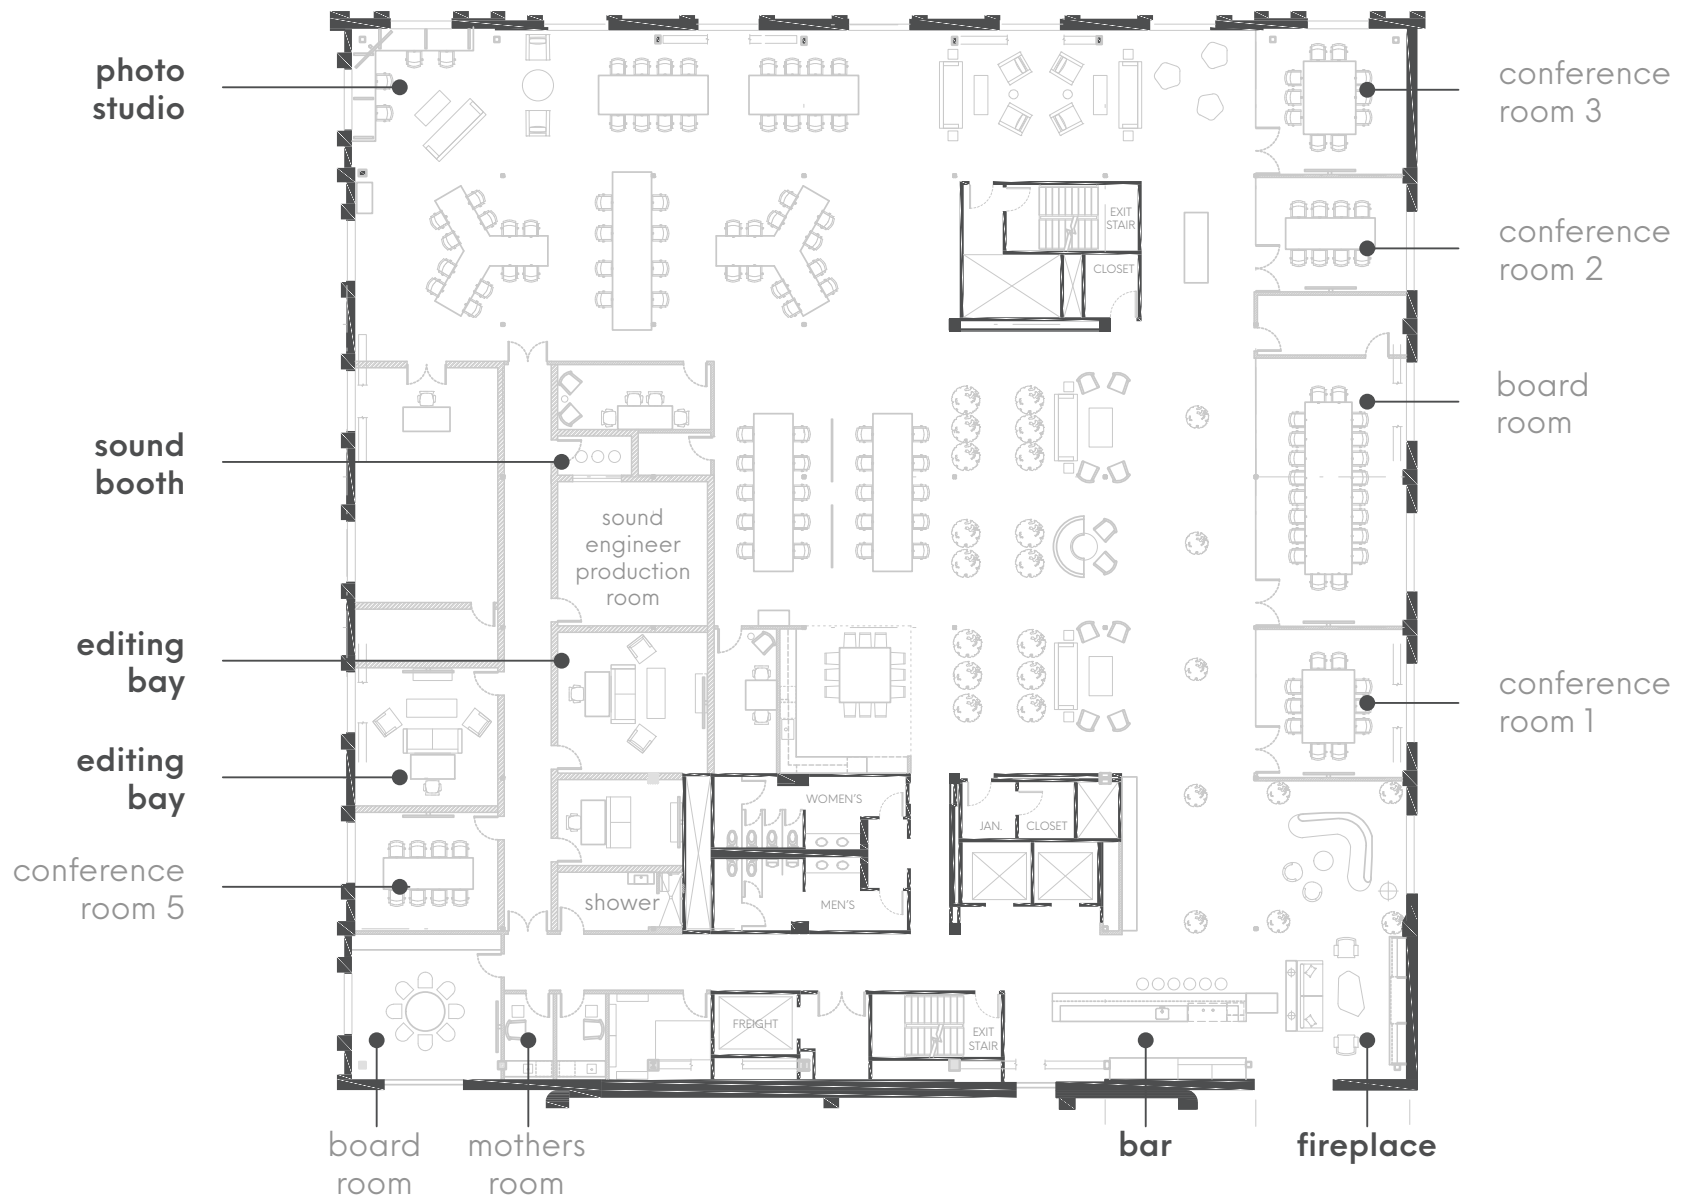 photo
studio
conference
room 3
EXIT
STAIR
conference
room 2
CLOSET
board
room
sound
booth
sound
engineer
production
room
editing
bay
conference
room 1
editing
bay
WOMEN'S
JAN.
CLOSET
conference
room 5
shower
MEN'S
FREIGHT
EXIT
STAIR
board
room
mothers
room
bar
fireplace